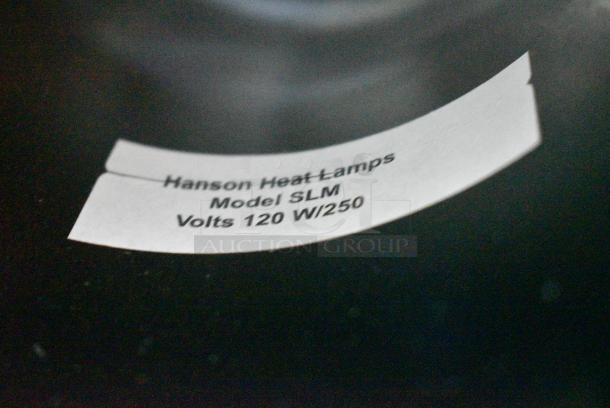 Hanson Heat Lamps
Model SLM
Volts 120 W/250
AUCTION GROUP